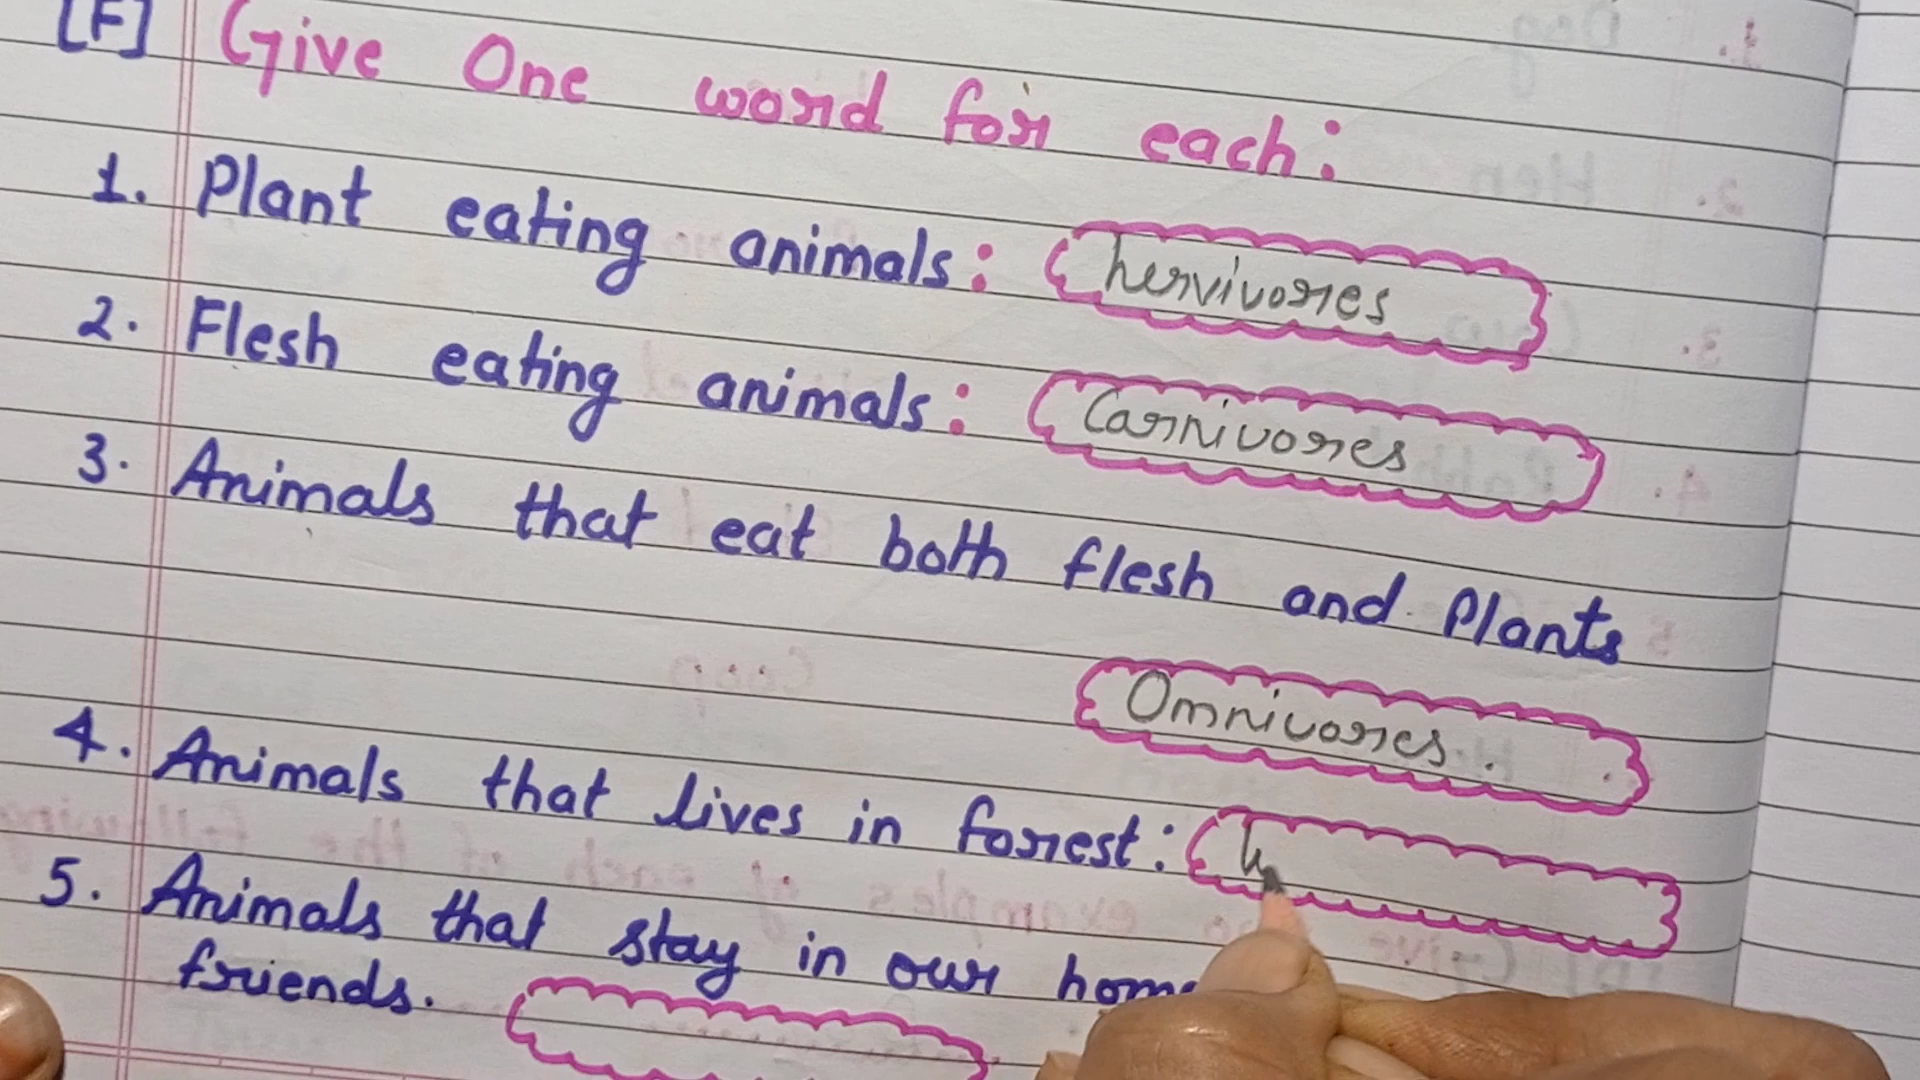 [F] Give One word for each:
1. Plant eating animals: hervivores
2. Flesh eating animals: Carnivores
3. Animals that eat both flesh and Plants
Omnivores.
4. Animals that lives in forest:
5. Animals that stay in our
friends.